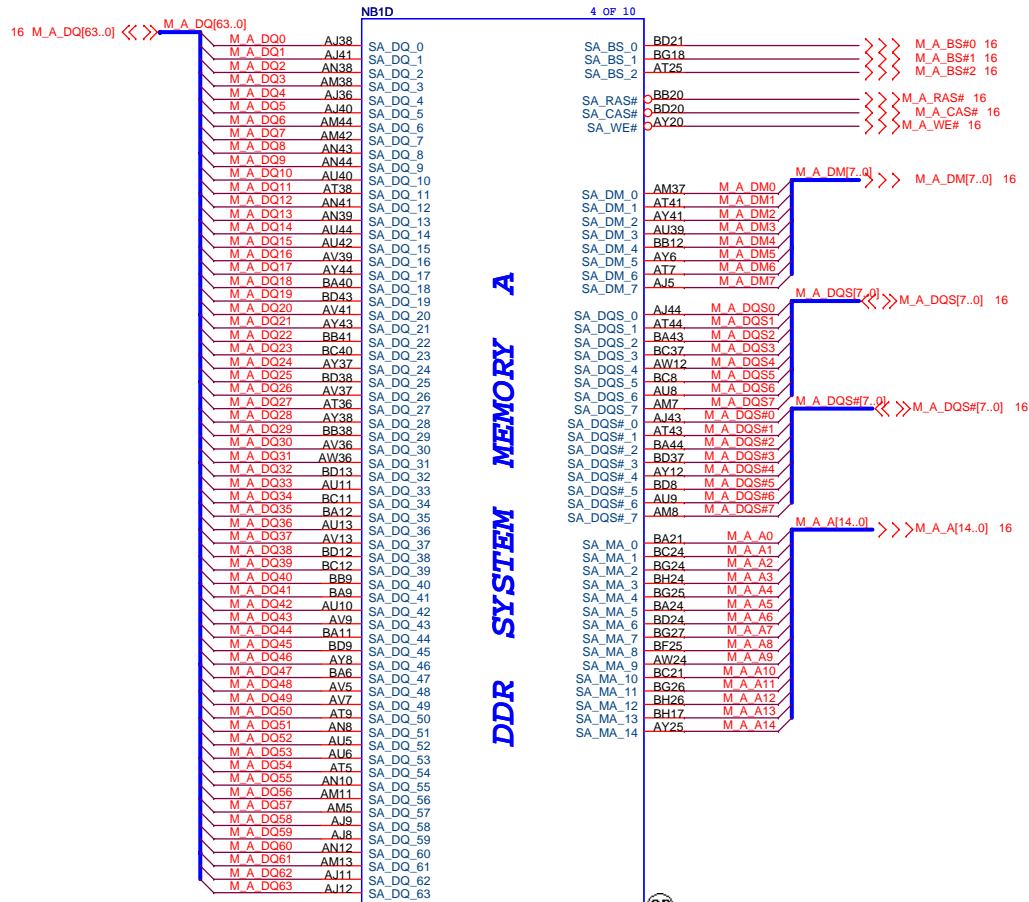 NB1D
4 OF 10
16 M_A_DQ[63..0] M_A_DQ[63..0]
M_A_DQ0 AJ38 SA_DQ_0
M_A_DQ1 AJ41 SA_DQ_1
M_A_DQ2 AN38 SA_DQ_2
M_A_DQ3 AM38 SA_DQ_3
M_A_DQ4 AJ36 SA_DQ_4
M_A_DQ5 AJ40 SA_DQ_5
M_A_DQ6 AM44 SA_DQ_6
M_A_DQ7 AM42 SA_DQ_7
M_A_DQ8 AN43 SA_DQ_8
M_A_DQ9 AN44 SA_DQ_9
M_A_DQ10 AU40 SA_DQ_10
M_A_DQ11 AT38 SA_DQ_11
M_A_DQ12 AN41 SA_DQ_12
M_A_DQ13 AN39 SA_DQ_13
M_A_DQ14 AU44 SA_DQ_14
M_A_DQ15 AU42 SA_DQ_15
M_A_DQ16 AV39 SA_DQ_16
M_A_DQ17 AY44 SA_DQ_17
M_A_DQ18 BA40 SA_DQ_18
M_A_DQ19 BD43 SA_DQ_19
M_A_DQ20 AV41 SA_DQ_20
M_A_DQ21 AY43 SA_DQ_21
M_A_DQ22 BB41 SA_DQ_22
M_A_DQ23 BC40 SA_DQ_23
M_A_DQ24 AY37 SA_DQ_24
M_A_DQ25 BD38 SA_DQ_25
M_A_DQ26 AV37 SA_DQ_26
M_A_DQ27 AT36 SA_DQ_27
M_A_DQ28 AY38 SA_DQ_28
M_A_DQ29 BB38 SA_DQ_29
M_A_DQ30 AV36 SA_DQ_30
M_A_DQ31 AW36 SA_DQ_31
M_A_DQ32 BD13 SA_DQ_32
M_A_DQ33 AU11 SA_DQ_33
M_A_DQ34 BC11 SA_DQ_34
M_A_DQ35 BA12 SA_DQ_35
M_A_DQ36 AU13 SA_DQ_36
M_A_DQ37 AV13 SA_DQ_37
M_A_DQ38 BD12 SA_DQ_38
M_A_DQ39 BC12 SA_DQ_39
M_A_DQ40 BB9 SA_DQ_40
M_A_DQ41 BA9 SA_DQ_41
M_A_DQ42 AU10 SA_DQ_42
M_A_DQ43 AV9 SA_DQ_43
M_A_DQ44 BA11 SA_DQ_44
M_A_DQ45 BD9 SA_DQ_45
M_A_DQ46 AY8 SA_DQ_46
M_A_DQ47 BA6 SA_DQ_47
M_A_DQ48 AV5 SA_DQ_48
M_A_DQ49 AV7 SA_DQ_49
M_A_DQ50 AT9 SA_DQ_50
M_A_DQ51 AN8 SA_DQ_51
M_A_DQ52 AU5 SA_DQ_52
M_A_DQ53 AU6 SA_DQ_53
M_A_DQ54 AT5 SA_DQ_54
M_A_DQ55 AN10 SA_DQ_55
M_A_DQ56 AM11 SA_DQ_56
M_A_DQ57 AM5 SA_DQ_57
M_A_DQ58 AJ9 SA_DQ_58
M_A_DQ59 AJ8 SA_DQ_59
M_A_DQ60 AN12 SA_DQ_60
M_A_DQ61 AM13 SA_DQ_61
M_A_DQ62 AJ11 SA_DQ_62
M_A_DQ63 AJ12 SA_DQ_63
DDR SYSTEM MEMORY A
SA_BS_0 BD21 M_A_BS#0 16
SA_BS_1 BG18 M_A_BS#1 16
SA_BS_2 AT25 M_A_BS#2 16
SA_RAS# BB20 M_A_RAS# 16
SA_CAS# BD20 M_A_CAS# 16
SA_WE# AY20 M_A_WE# 16
M_A_DM[7..0] M_A_DM[7..0] 16
SA_DM_0 AM37 M_A_DM0
SA_DM_1 AT41 M_A_DM1
SA_DM_2 AY41 M_A_DM2
SA_DM_3 AU39 M_A_DM3
SA_DM_4 BB12 M_A_DM4
SA_DM_5 AY6 M_A_DM5
SA_DM_6 AT7 M_A_DM6
SA_DM_7 AJ5 M_A_DM7
M_A_DQS[7..0] M_A_DQS[7..0] 16
SA_DQS_0 AJ44 M_A_DQS0
SA_DQS_1 AT44 M_A_DQS1
SA_DQS_2 BA43 M_A_DQS2
SA_DQS_3 BC37 M_A_DQS3
SA_DQS_4 AW12 M_A_DQS4
SA_DQS_5 BC8 M_A_DQS5
SA_DQS_6 AU8 M_A_DQS6
SA_DQS_7 AM7 M_A_DQS7
M_A_DQS#[7..0] M_A_DQS#[7..0] 16
SA_DQS#_0 AJ43 M_A_DQS#0
SA_DQS#_1 AT43 M_A_DQS#1
SA_DQS#_2 BA44 M_A_DQS#2
SA_DQS#_3 BD37 M_A_DQS#3
SA_DQS#_4 AY12 M_A_DQS#4
SA_DQS#_5 BD8 M_A_DQS#5
SA_DQS#_6 AU9 M_A_DQS#6
SA_DQS#_7 AM8 M_A_DQS#7
M_A_A[14..0] M_A_A[14..0] 16
SA_MA_0 BA21 M_A_A0
SA_MA_1 BC24 M_A_A1
SA_MA_2 BG24 M_A_A2
SA_MA_3 BH24 M_A_A3
SA_MA_4 BG25 M_A_A4
SA_MA_5 BA24 M_A_A5
SA_MA_6 BD24 M_A_A6
SA_MA_7 BG27 M_A_A7
SA_MA_8 BF25 M_A_A8
SA_MA_9 AW24 M_A_A9
SA_MA_10 BC21 M_A_A10
SA_MA_11 BG26 M_A_A11
SA_MA_12 BH26 M_A_A12
SA_MA_13 BH17 M_A_A13
SA_MA_14 AY25 M_A_A14